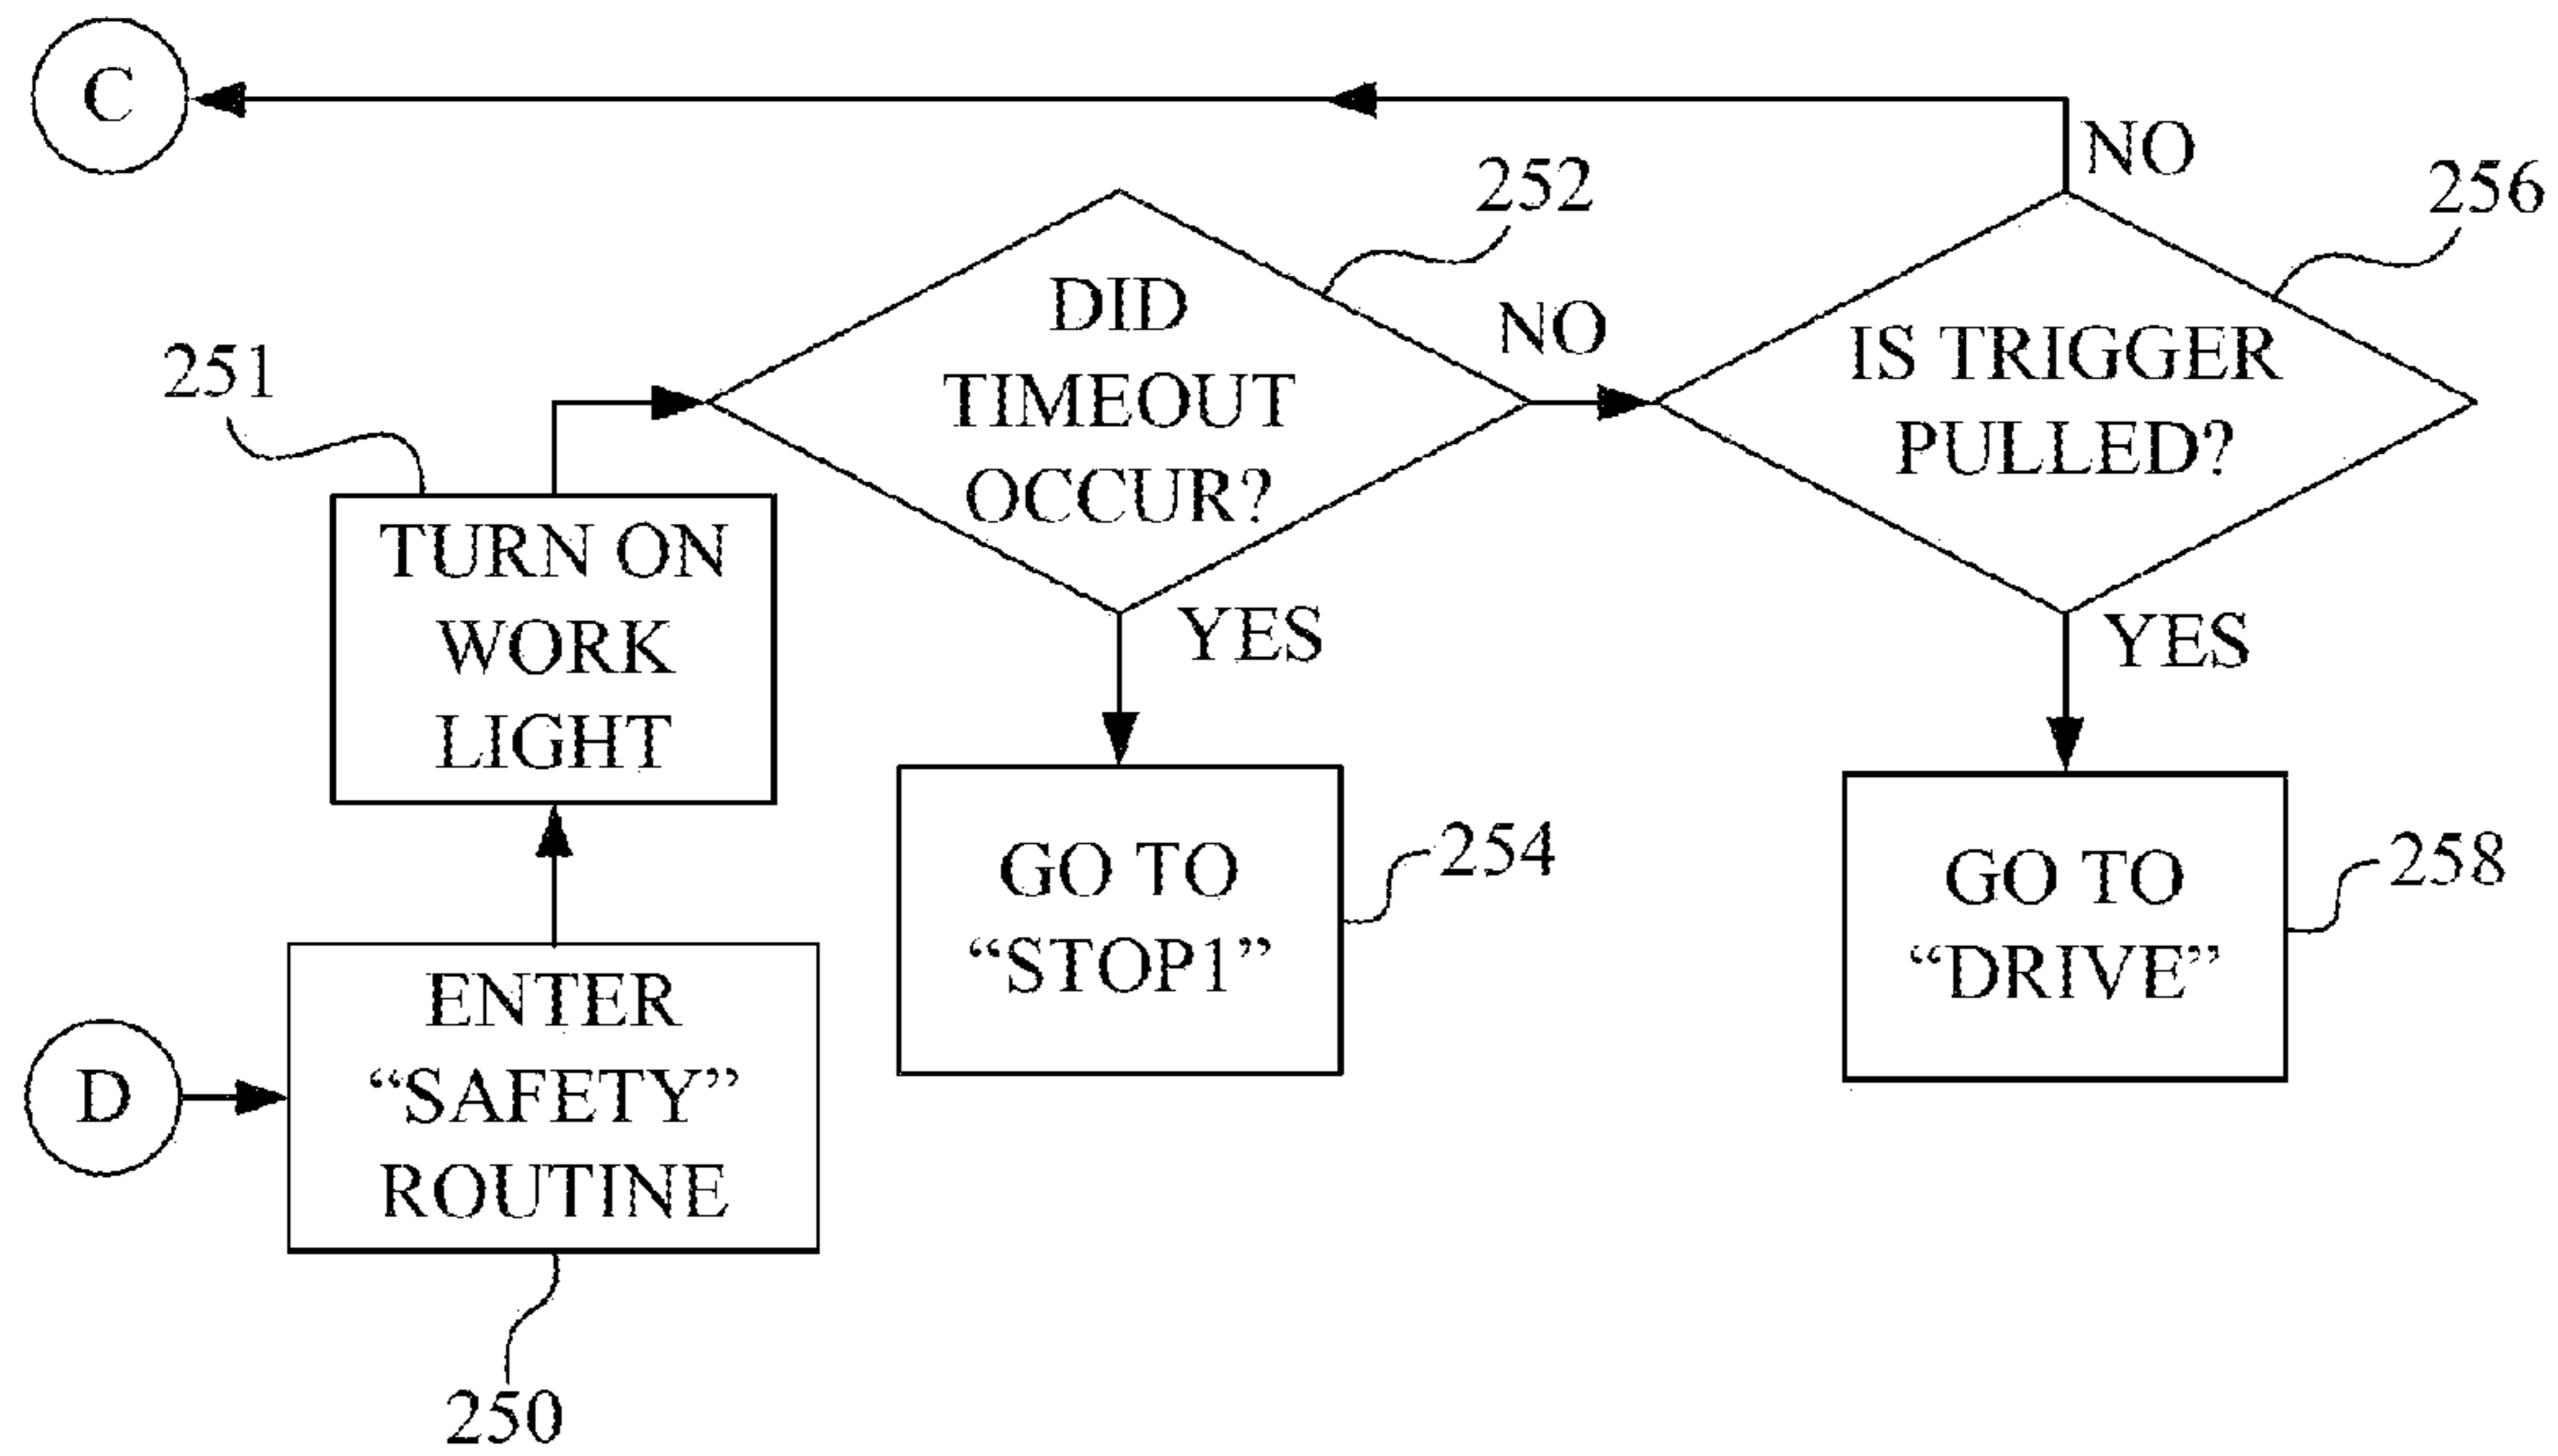 C
NO
252
256
DID
TIMEOUT
OCCUR?
NO
IS TRIGGER
PULLED?
251
TURN ON
WORK
LIGHT
YES
YES
GO TO
“STOP1”
254
GO TO
“DRIVE”
258
D
ENTER
“SAFETY”
ROUTINE
250